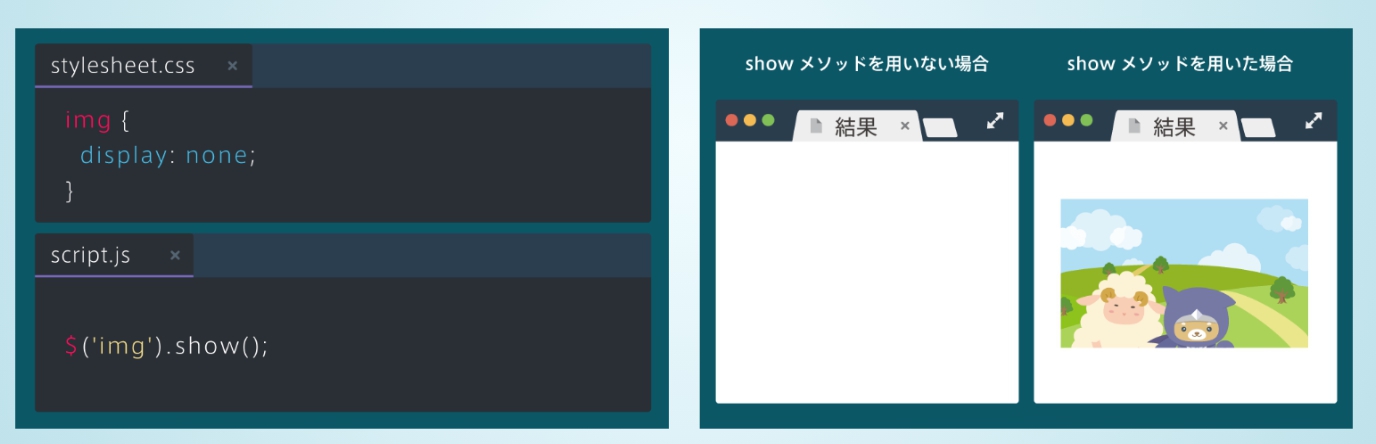 stylesheet.css ×
img {
display: none;
}
script.js ×
$('img').show();
show メソッドを用いない場合
結果 ×
show メソッドを用いた場合
結果 ×